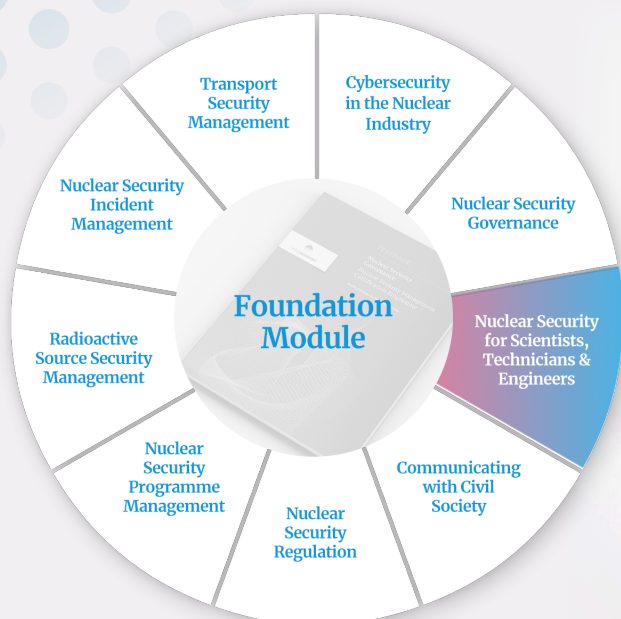 Transport
Security
Management
Cybersecurity
in the Nuclear
Industry
Nuclear Security
Incident
Management
Nuclear Security
Governance
Foundation
Module
Nuclear Security
for Scientists,
Technicians &
Engineers
Radioactive
Source Security
Management
Nuclear
Security
Programme
Management
Communicating
with Civil
Society
Nuclear
Security
Regulation